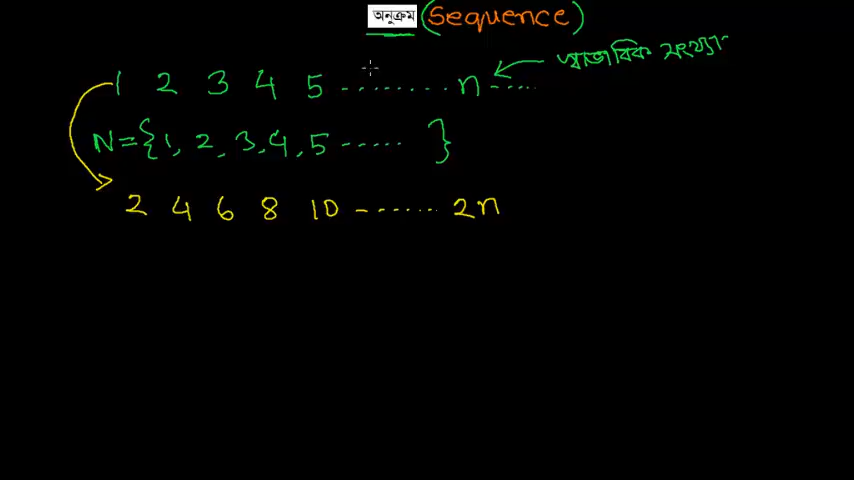 অনুক্রম (Sequence)
1 2 3 4 5 ........ n ..... স্বাভাবিক সংখ্যা
N={1, 2, 3, 4, 5 ...... }
2 4 6 8 10 ....... 2n